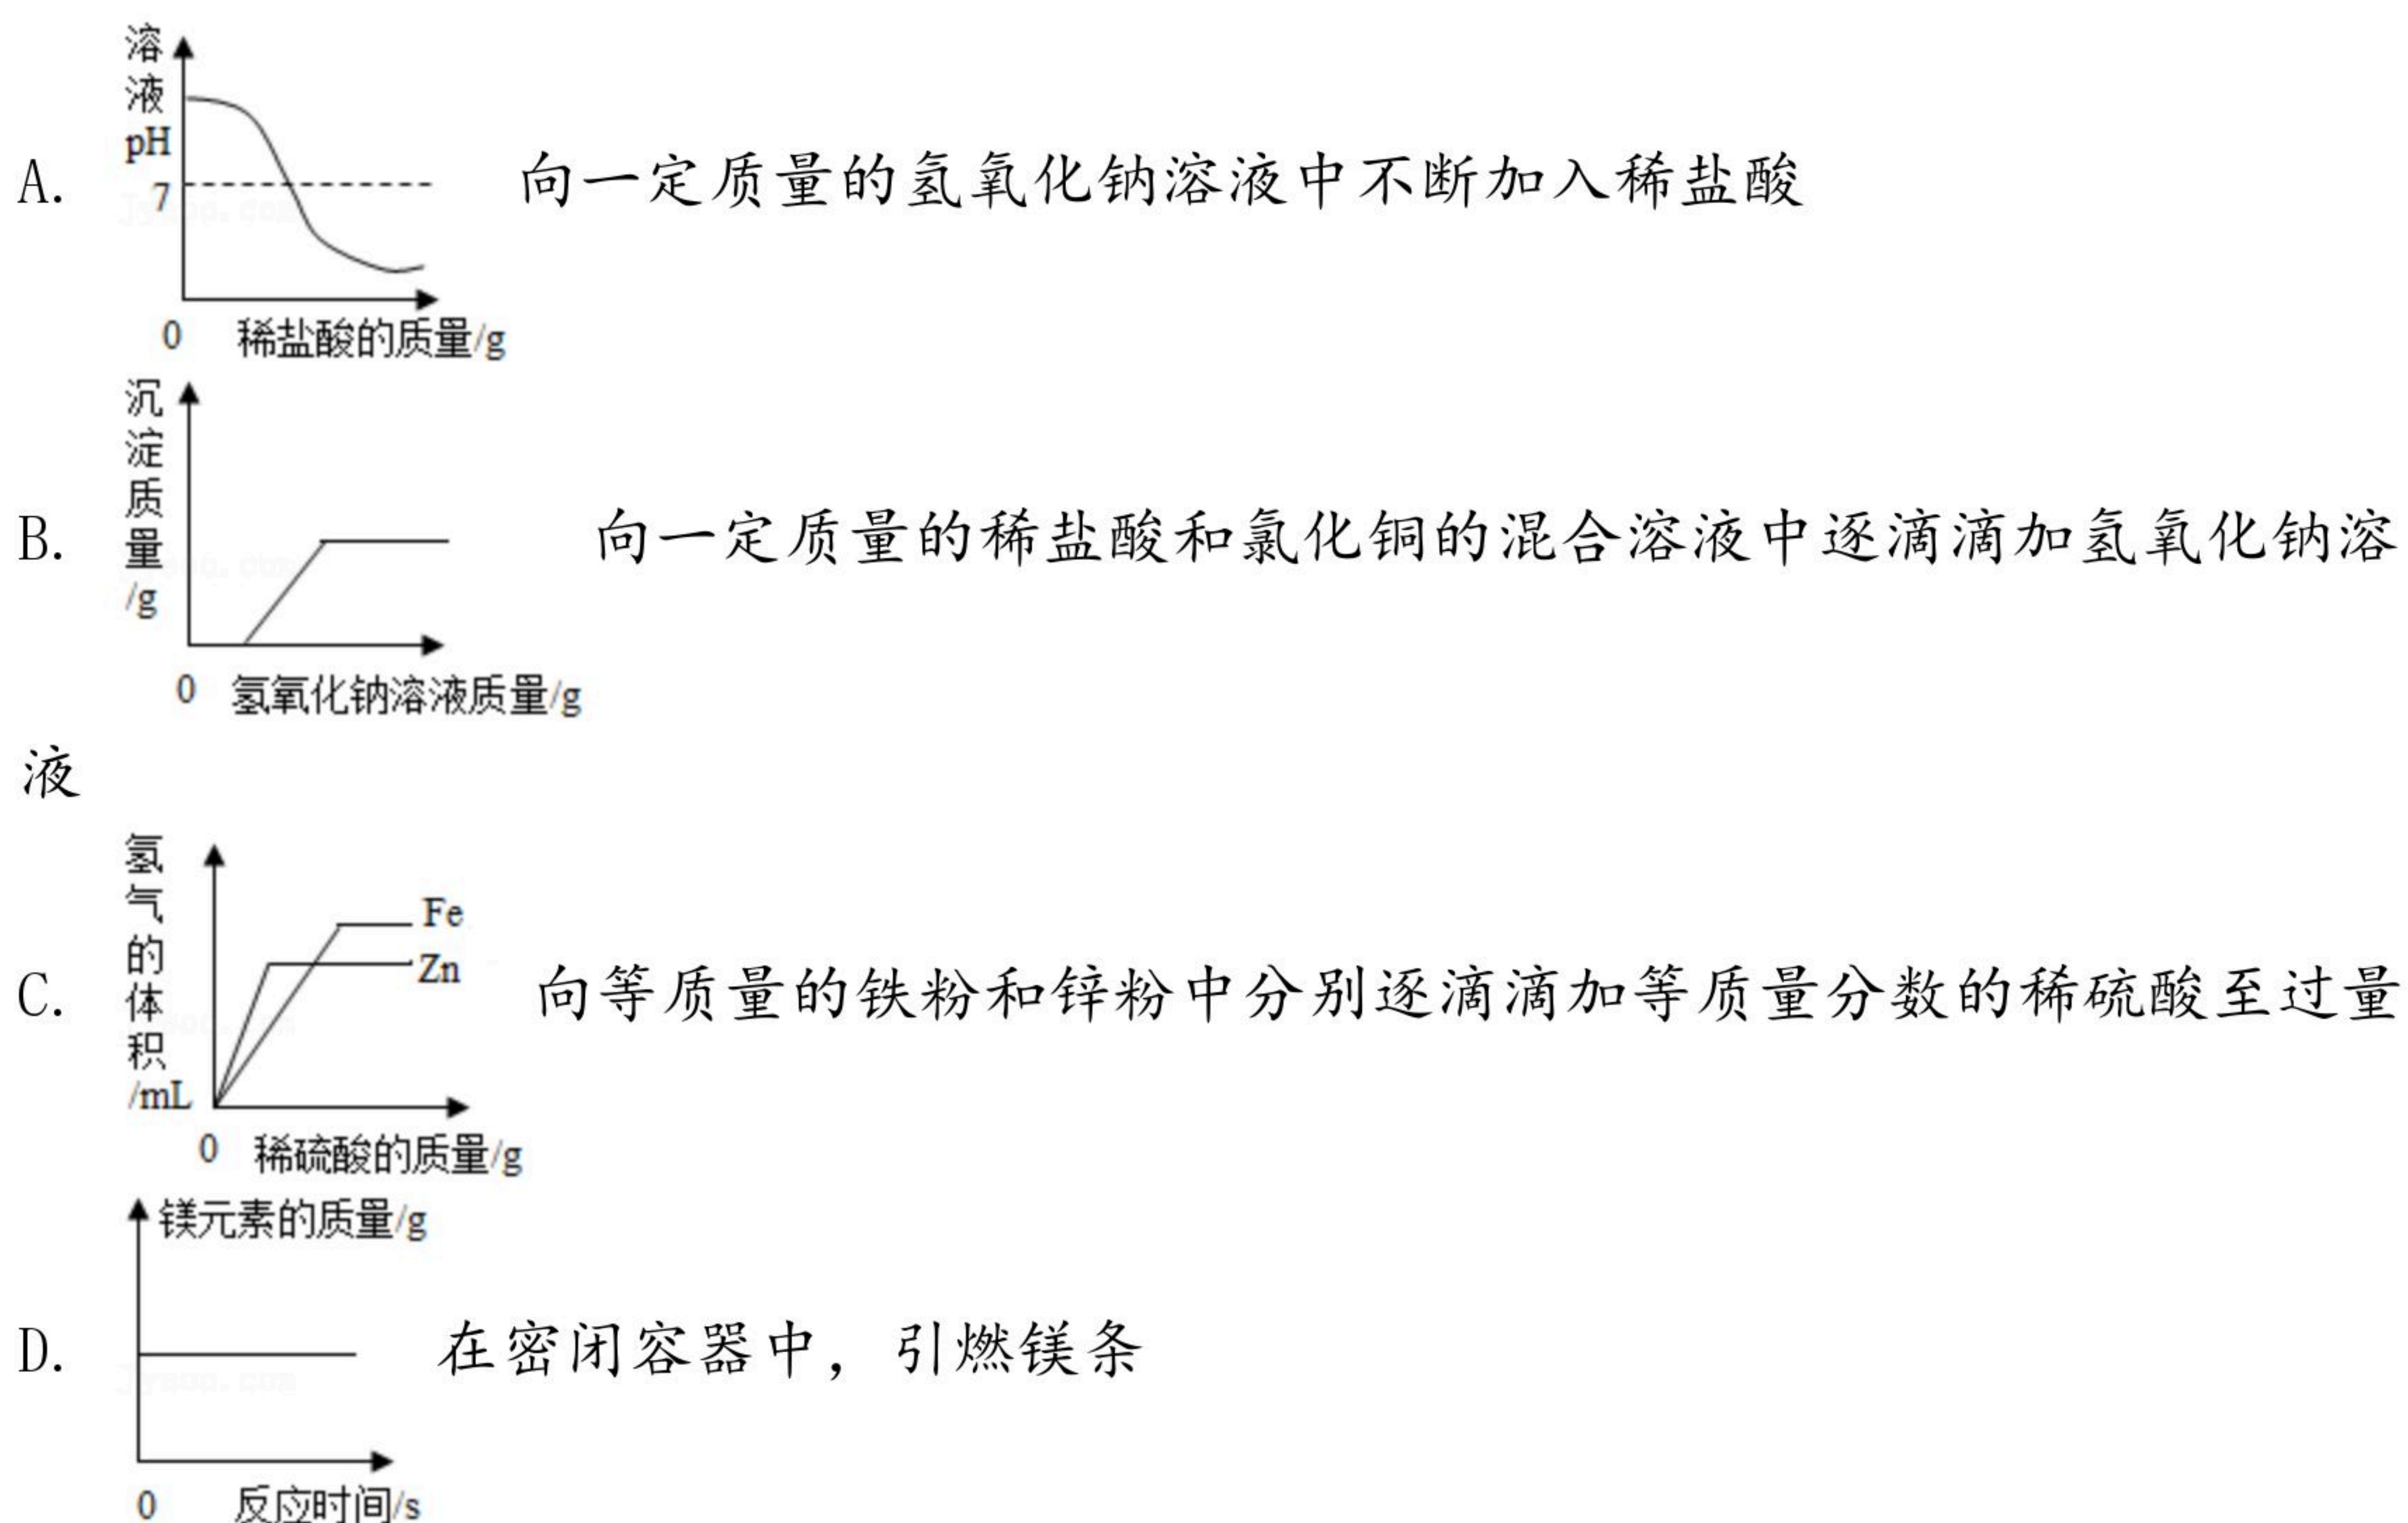 溶液pH
7
A. 向一定质量的氢氧化钠溶液中不断加入稀盐酸
0 稀盐酸的质量/g
沉淀质量/g
B. 向一定质量的稀盐酸和氯化铜的混合溶液中逐滴滴加氢氧化钠溶
0 氢氧化钠溶液质量/g
液
氢气的体积/mL
Fe
Zn
C. 向等质量的铁粉和锌粉中分别逐滴滴加等质量分数的稀硫酸至过量
0 稀硫酸的质量/g
镁元素的质量/g
D. 在密闭容器中，引燃镁条
0 反应时间/s